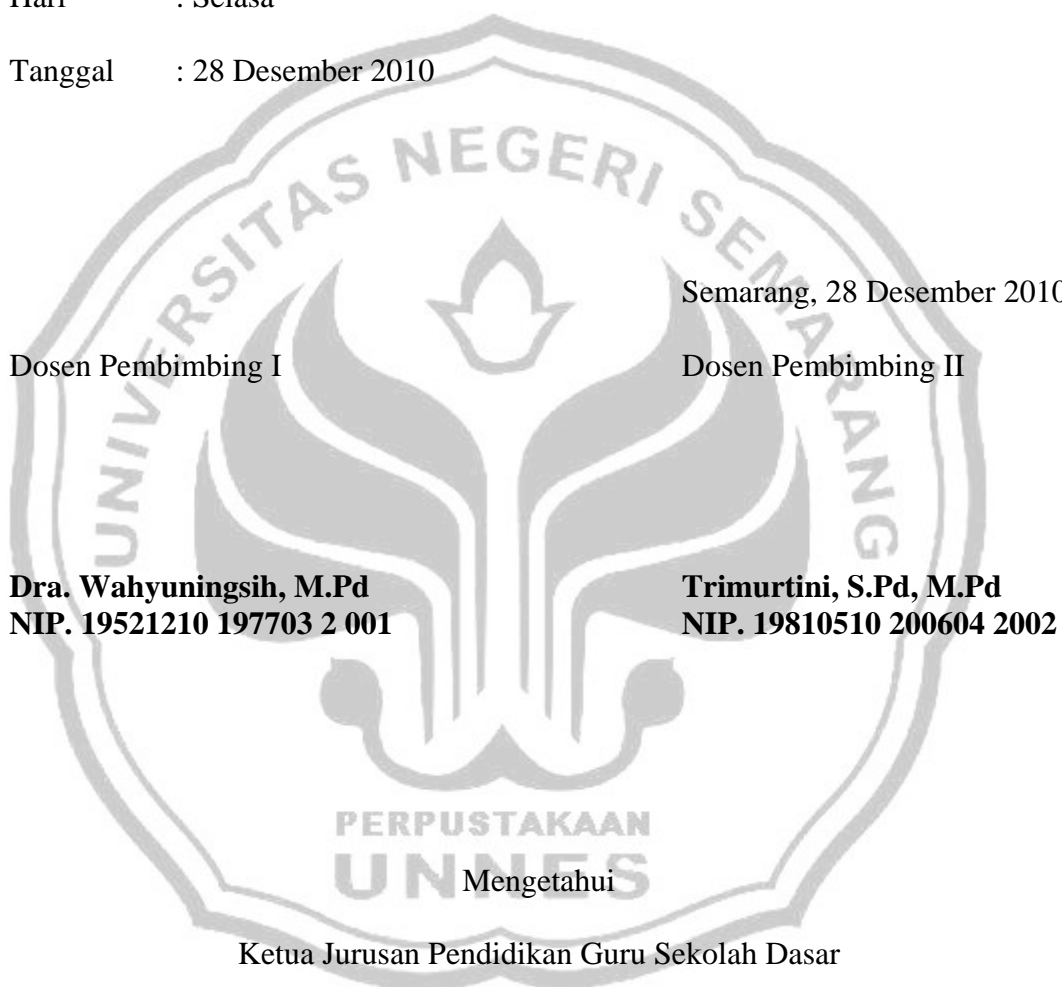 Hari : Selasa
Tanggal : 28 Desember 2010
UNIVERSITAS NEGERI SEMARANG
Semarang, 28 Desember 2010
Dosen Pembimbing I Dosen Pembimbing II
Dra. Wahyuningsih, M.Pd Trimurtini, S.Pd, M.Pd
NIP. 19521210 197703 2 001 NIP. 19810510 200604 2002
PERPUSTAKAAN
UNNES
Mengetahui
Ketua Jurusan Pendidikan Guru Sekolah Dasar